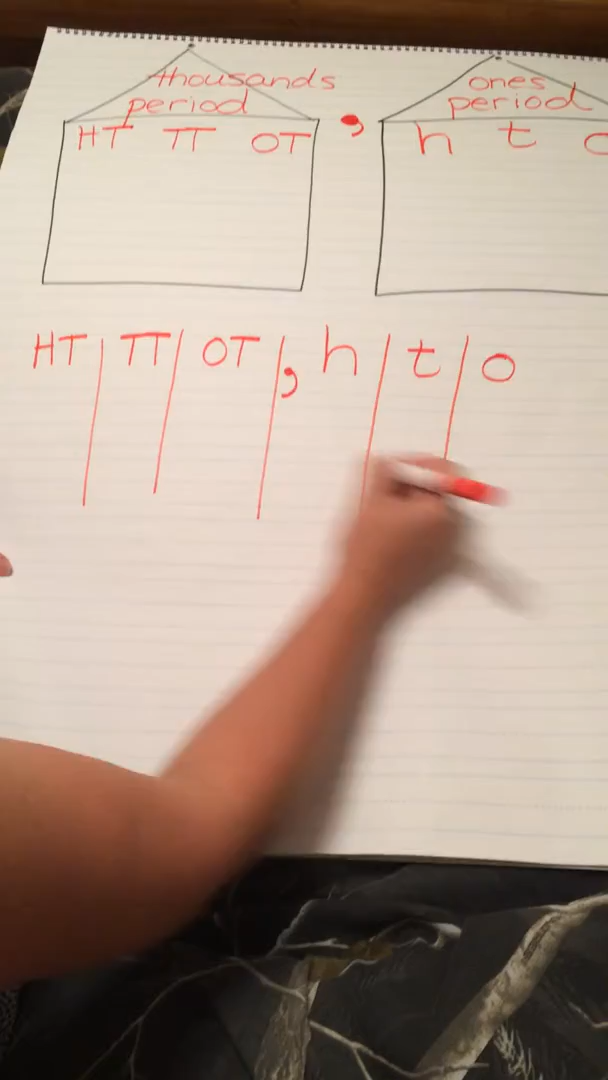 thousands
period
ones
period
,
HT TT OT
h t o
HT TT OT , h t o